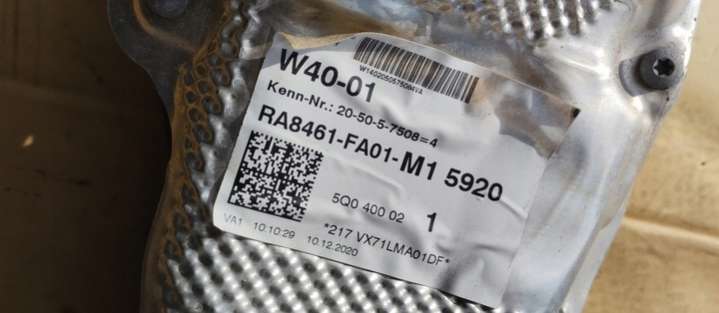 W1402050575084VA
W40-01
Kenn-Nr.: 20-50-5-7508=4
RA8461-FA01-M1 5920
5Q0 400 02 1
*217 VX71LMA01DF*
VA1 10:10:29 10.12.2020